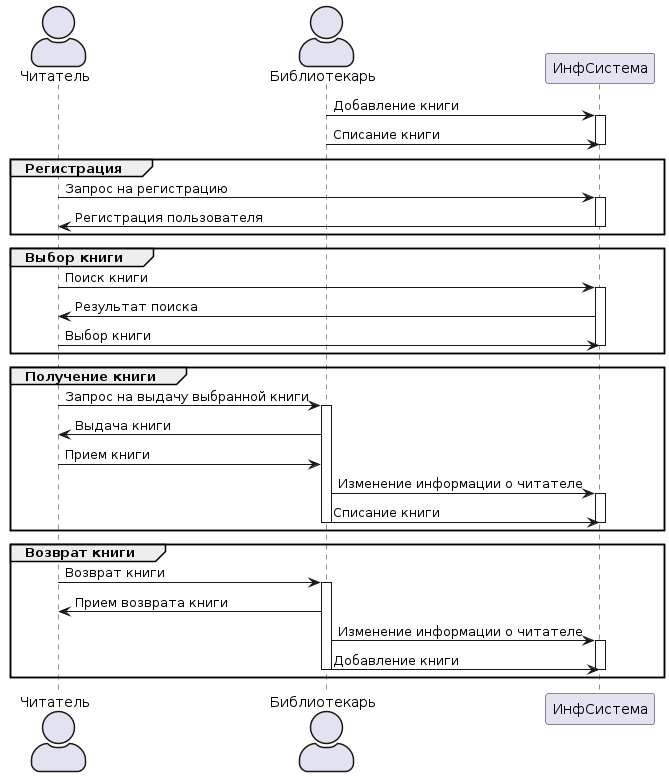 Читатель
Библиотекарь
ИнфСистема
Добавление книги
Списание книги
Регистрация
Запрос на регистрацию
Регистрация пользователя
Выбор книги
Поиск книги
Результат поиска
Выбор книги
Получение книги
Запрос на выдачу выбранной книги
Выдача книги
Прием книги
Изменение информации о читателе
Списание книги
Возврат книги
Возврат книги
Прием возврата книги
Изменение информации о читателе
Добавление книги
Читатель
Библиотекарь
ИнфСистема